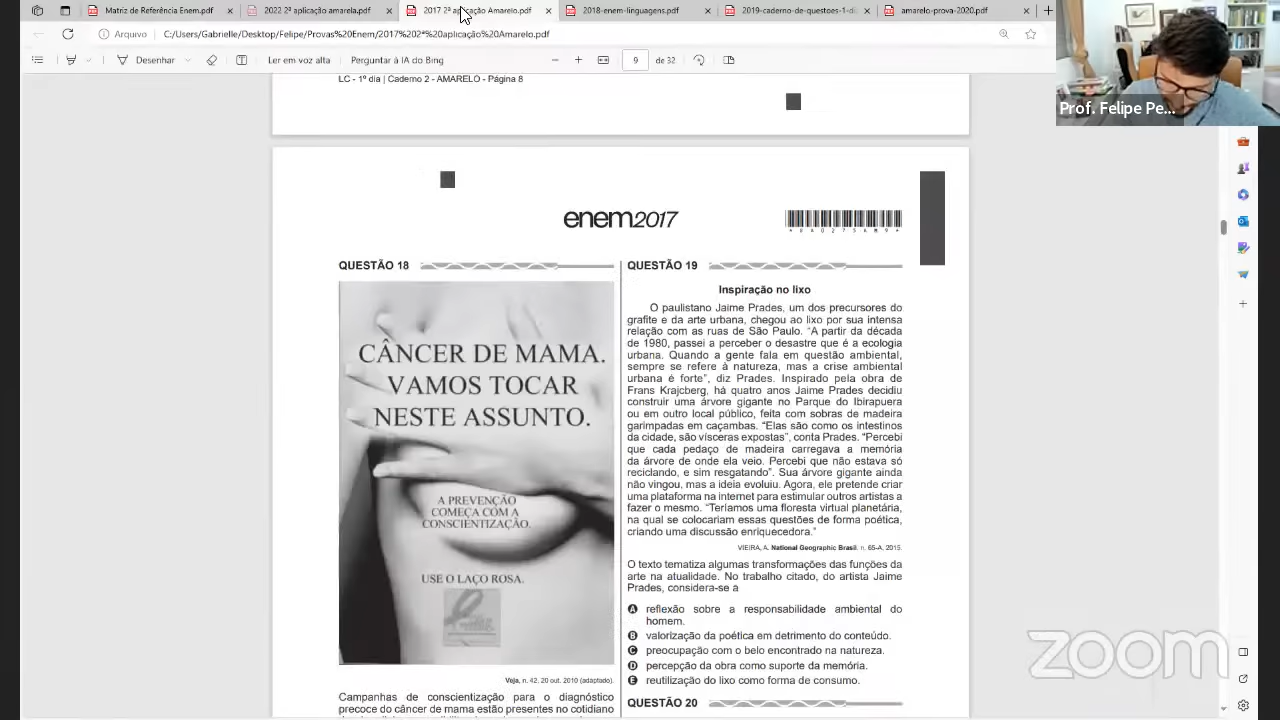 Matriz de Referência Enem.pdf
2022 2ª aplicação amarela.pdf
2017 2ª aplicação Amarelo.pdf
2018-enem-linguagens.pdf
2019-caderno-de-questoes-1-di
amarelo-prova-2020.pdf
Arquivo
C:/Users/Gabrielle/Desktop/Felipe/Provas%20Enem/2017%202ª%20aplicação%20Amarelo.pdf
Desenhar
Ler em voz alta
Perguntar à IA do Bing
9
de 32
Prof. Felipe Pe...
LC - 1º dia | Caderno 2 - AMARELO - Página 8
enem2017
QUESTÃO 18
CÂNCER DE MAMA.
VAMOS TOCAR
NESTE ASSUNTO.
A PREVENÇÃO
COMEÇA COM A
CONSCIENTIZAÇÃO.
USE O LAÇO ROSA.
Veja, n. 42. 20 out. 2010 (adaptado).
Campanhas de conscientização para o diagnóstico
precoce do câncer de mama estão presentes no cotidiano
QUESTÃO 19
Inspiração no lixo
O paulistano Jaime Prades, um dos precursores do
grafite e da arte urbana, chegou ao lixo por sua intensa
relação com as ruas de São Paulo. “A partir da década
de 1980, passei a perceber o desastre que é a ecologia
urbana. Quando a gente fala em questão ambiental,
sempre se refere à natureza, mas a crise ambiental
urbana é forte”, diz Prades. Inspirado pela obra de
Frans Krajcberg, há quatro anos Jaime Prades decidiu
construir uma árvore gigante no Parque do Ibirapuera
ou em outro local público, feita com sobras de madeira
garimpadas em caçambas. “Elas são como os intestinos
da cidade, são vísceras expostas”, conta Prades. “Percebi
que cada pedaço de madeira carregava a memória
da árvore de onde ela veio. Percebi que não estava só
reciclando, e sim resgatando”. Sua árvore gigante ainda
não vingou, mas a ideia evoluiu. Agora, ele pretende criar
uma plataforma na internet para estimular outros artistas a
fazer o mesmo. “Teríamos uma floresta virtual planetária,
na qual se colocariam essas questões de forma poética,
criando uma discussão enriquecedora.”
VIEIRA, A. National Geographic Brasil. n. 65-A, 2015.
O texto tematiza algumas transformações das funções da
arte na atualidade. No trabalho citado, do artista Jaime
Prades, considera-se a
A reflexão sobre a responsabilidade ambiental do
homem.
B valorização da poética em detrimento do conteúdo.
C preocupação com o belo encontrado na natureza.
D percepção da obra como suporte da memória.
E reutilização do lixo como forma de consumo.
QUESTÃO 20
zoom